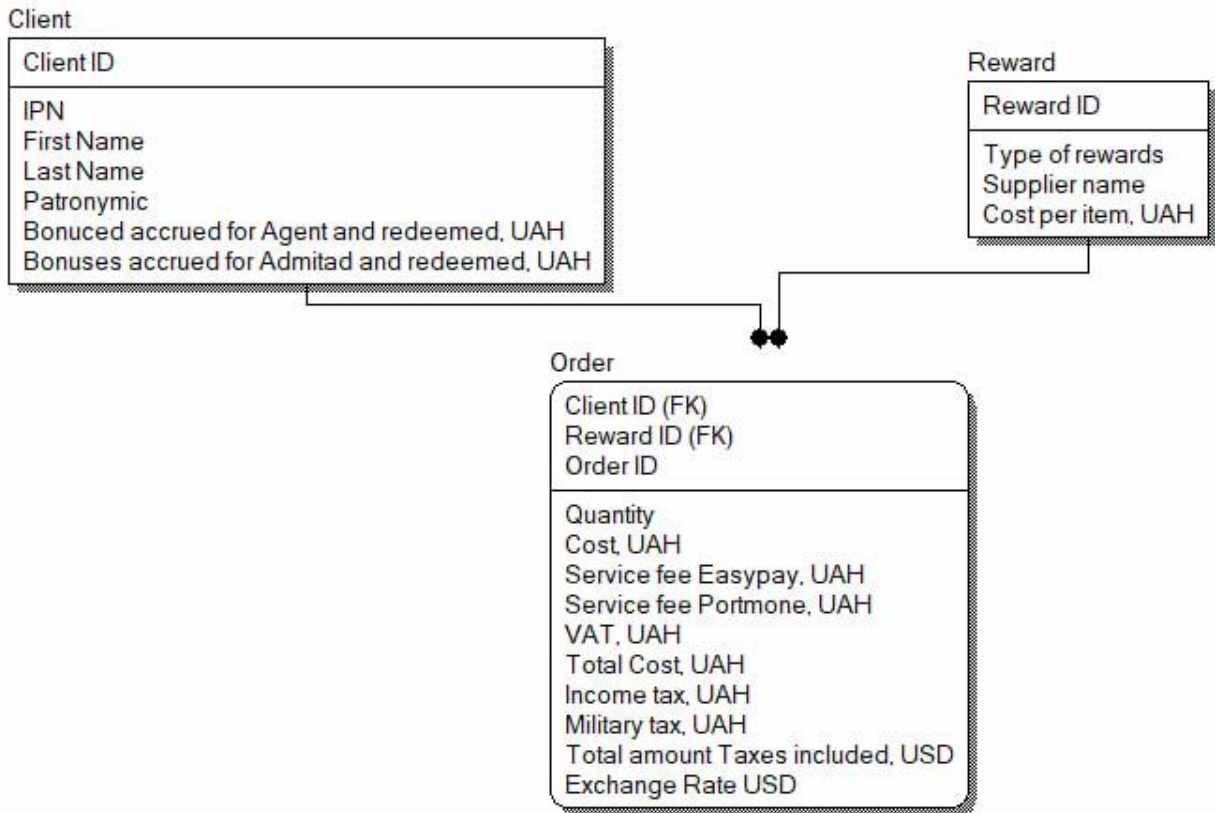 Client
Client ID
IPN
First Name
Last Name
Patronymic
Bonuced accrued for Agent and redeemed, UAH
Bonuses accrued for Admitad and redeemed, UAH
Reward
Reward ID
Type of rewards
Supplier name
Cost per item, UAH
Order
Client ID (FK)
Reward ID (FK)
Order ID
Quantity
Cost, UAH
Service fee Easypay, UAH
Service fee Portmone, UAH
VAT, UAH
Total Cost, UAH
Income tax, UAH
Military tax, UAH
Total amount Taxes included, USD
Exchange Rate USD